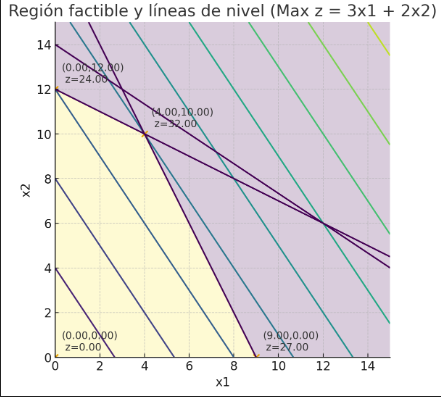 Región factible y líneas de nivel (Max z = 3x1 + 2x2)
14
(0.00,12.00)
z=24.00
12
(4.00,10.00)
z=32.00
10
x2
8
6
4
2
(0.00,0.00)
z=0.00
(9.00,0.00)
z=27.00
0
0 2 4 6 8 10 12 14
x1